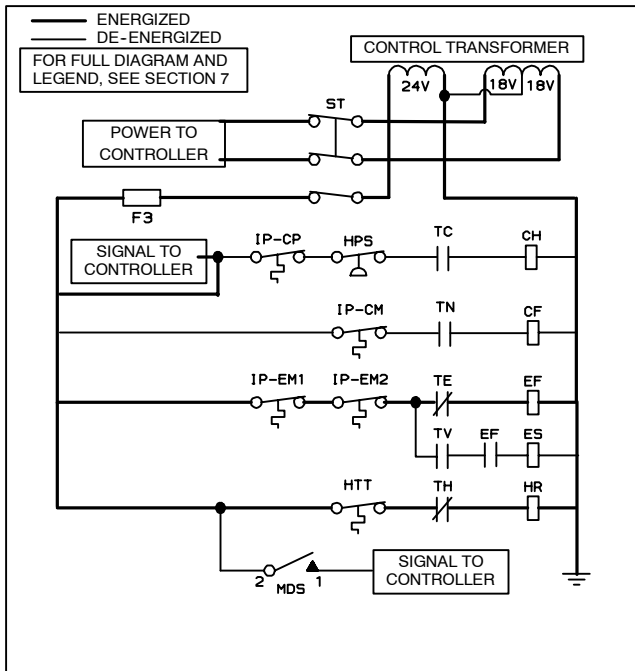 ENERGIZED
DE-ENERGIZED
FOR FULL DIAGRAM AND
LEGEND, SEE SECTION 7
CONTROL TRANSFORMER
24V
18V
18V
ST
POWER TO
CONTROLLER
F3
SIGNAL TO
CONTROLLER
IP-CP
HPS
TC
CH
IP-CM
TN
CF
IP-EM1
IP-EM2
TE
EF
TV
EF
ES
HTT
TH
HR
2
MDS
1
SIGNAL TO
CONTROLLER